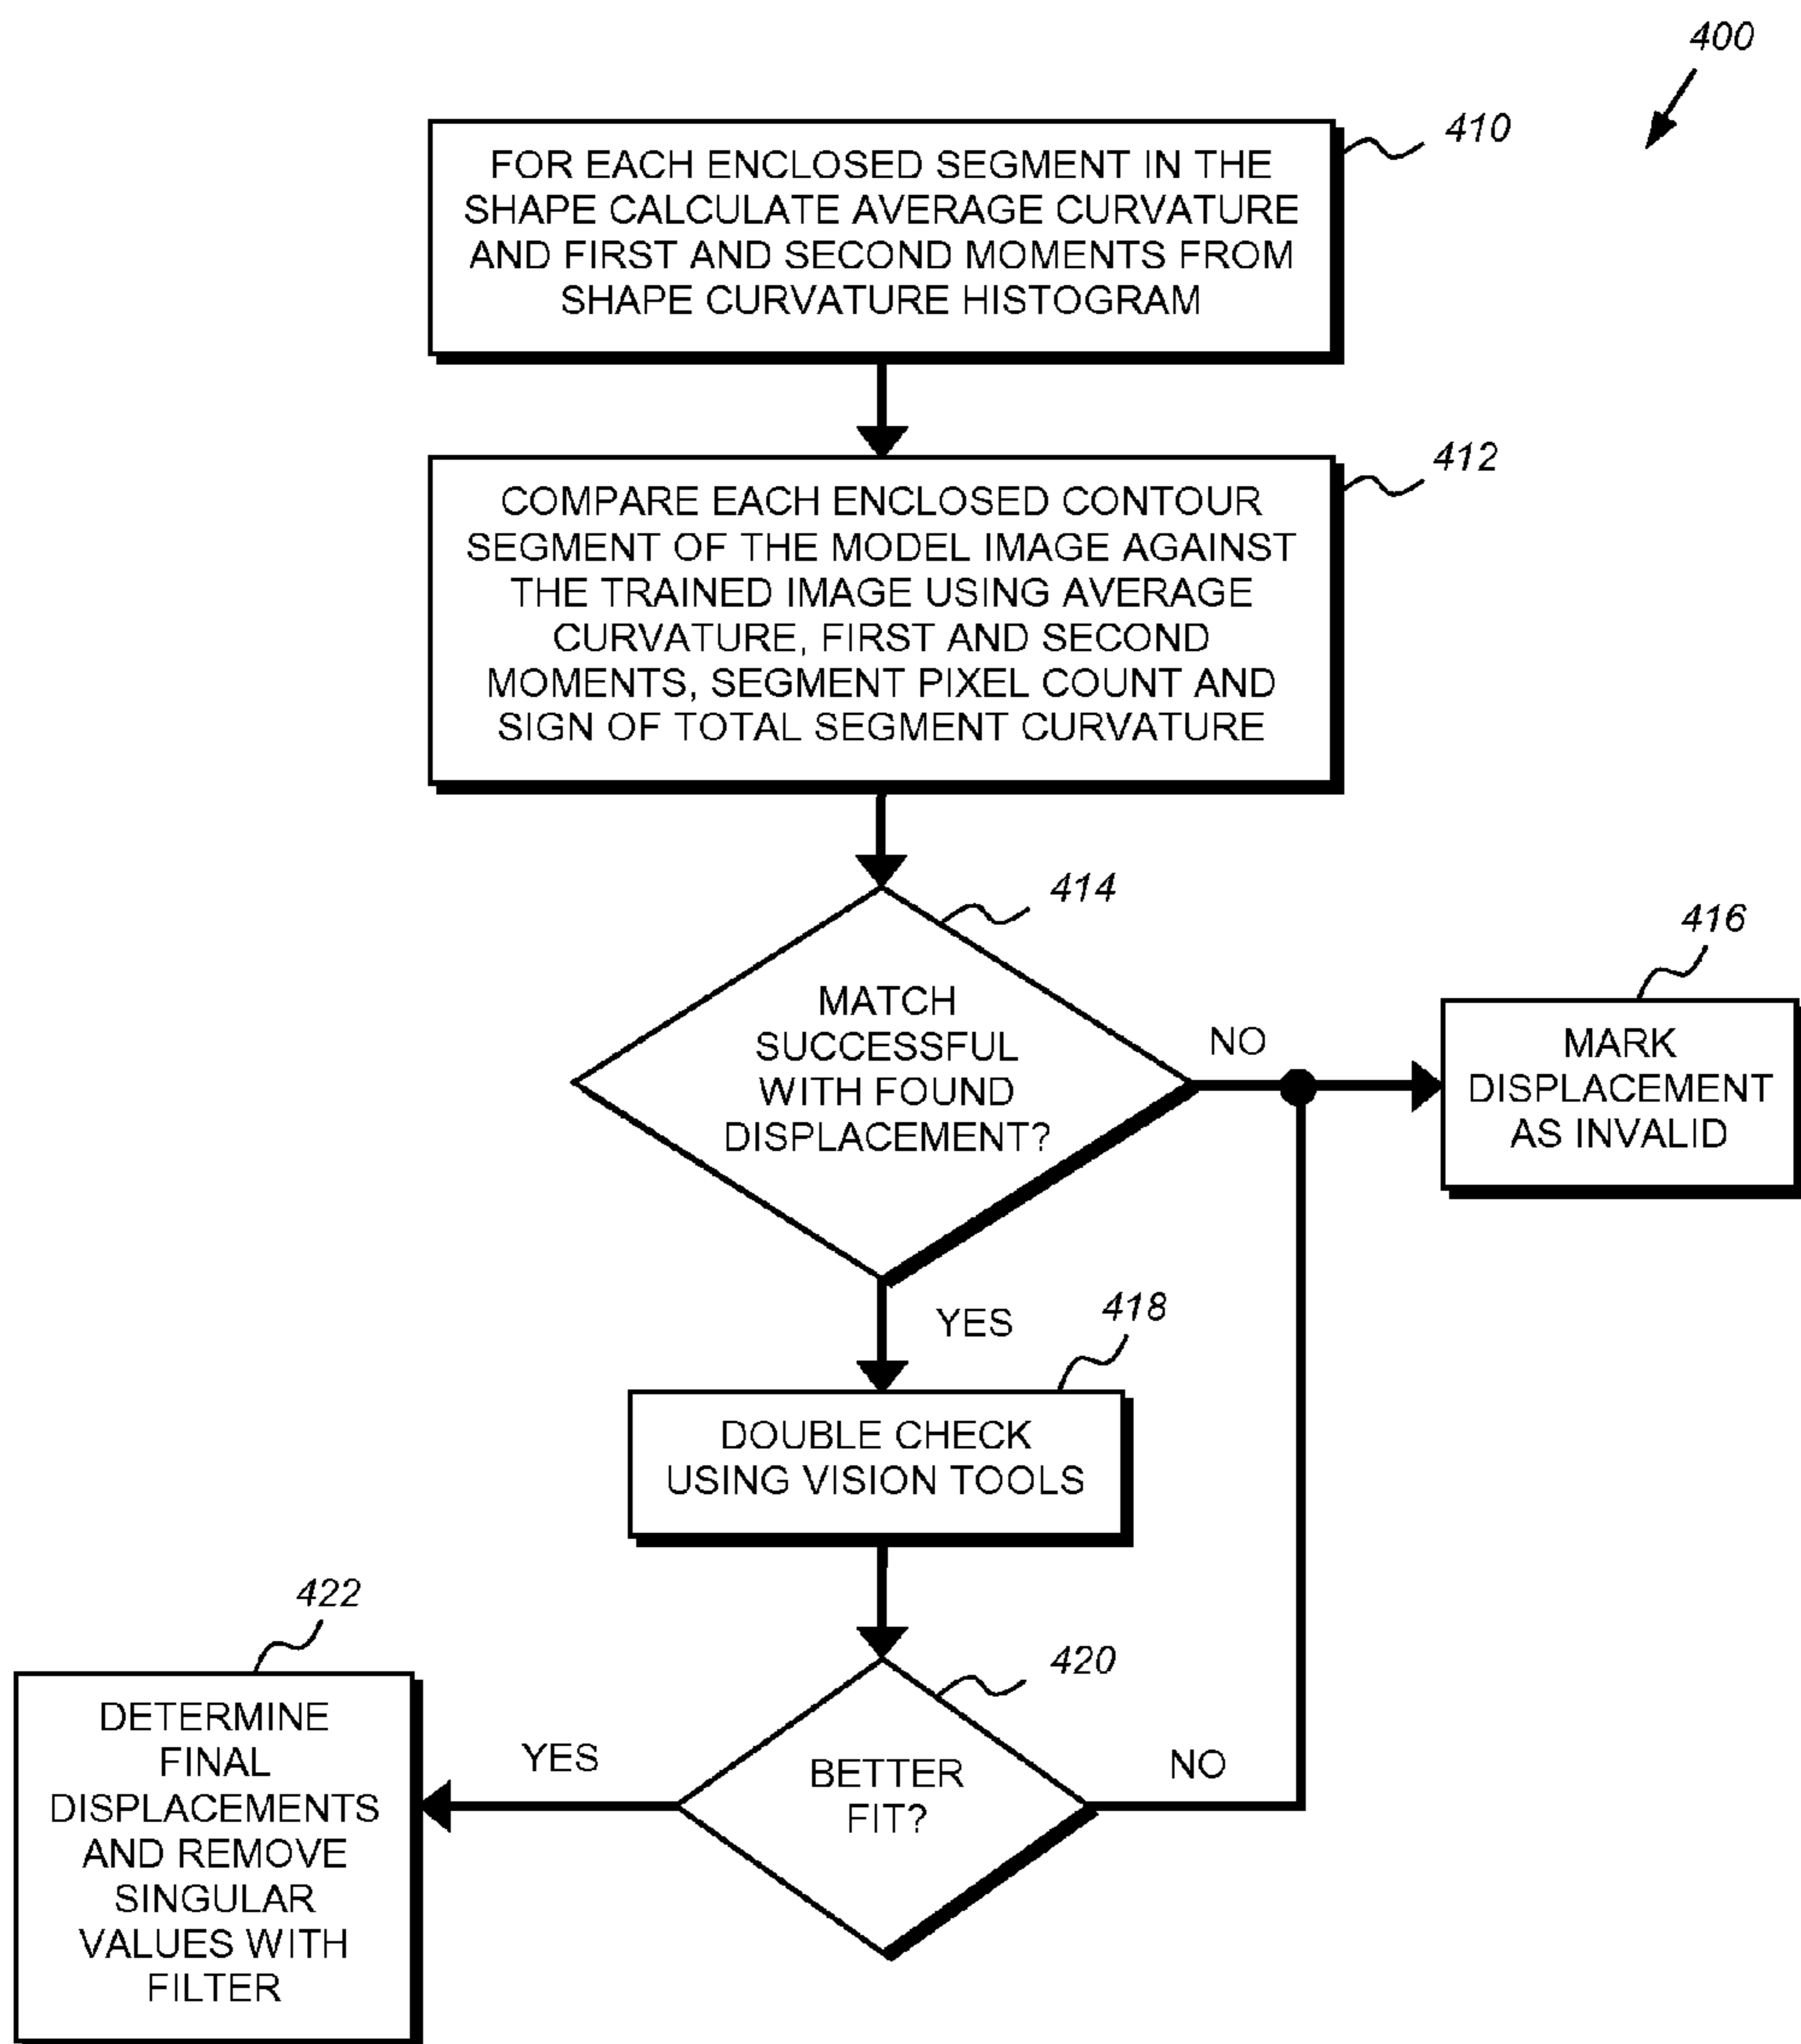 400
410
FOR EACH ENCLOSED SEGMENT IN THE
SHAPE CALCULATE AVERAGE CURVATURE
AND FIRST AND SECOND MOMENTS FROM
SHAPE CURVATURE HISTOGRAM
412
COMPARE EACH ENCLOSED CONTOUR
SEGMENT OF THE MODEL IMAGE AGAINST
THE TRAINED IMAGE USING AVERAGE
CURVATURE, FIRST AND SECOND
MOMENTS, SEGMENT PIXEL COUNT AND
SIGN OF TOTAL SEGMENT CURVATURE
414
MATCH
SUCCESSFUL
WITH FOUND
DISPLACEMENT?
NO
416
MARK
DISPLACEMENT
AS INVALID
YES
418
DOUBLE CHECK
USING VISION TOOLS
420
BETTER
FIT?
NO
YES
422
DETERMINE
FINAL
DISPLACEMENTS
AND REMOVE
SINGULAR
VALUES WITH
FILTER